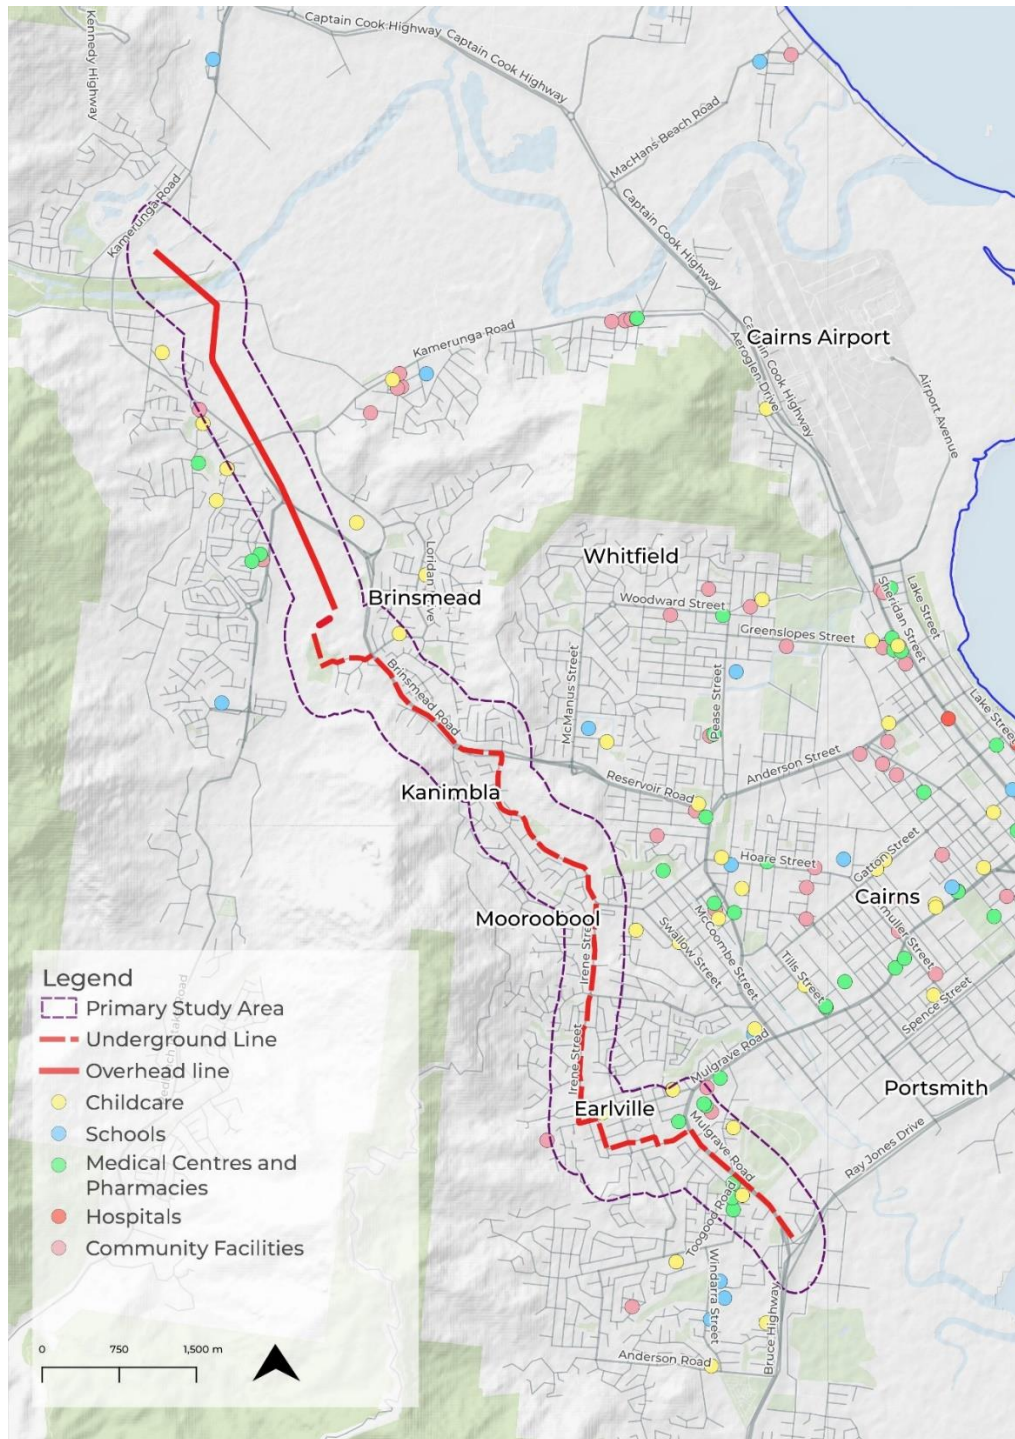 Captain Cook Highway
Captain Cook Highway
Kennedy Highway
MacHans Beach Road
Kamerunga Road
Captain Cook Highway
Kamerunga Road
Captain Cook Highway
Aeroglen Drive
Cairns Airport
Airport Avenue
Whitfield
Brinsmead
Woodward Street
Greenslopes Street
Sheridan Street
Lake Street
McManus Street
Pease Street
Brinsmead Road
Lake Street
Anderson Street
Reservoir Road
Kanimbla
Hoare Street
Gatton Street
Cairns
Mooroobool
Irene Stre
Swallow Street
McCoombe Street
Tills Street
Spence Street
Irene Street
Mulgrave Road
Earlville
Portsmith
Mulgrave Road
Ray Jones Drive
Toogood Road
Windarra Street
Bruce Highway
Anderson Road
Legend
Primary Study Area
Underground Line
Overhead line
Childcare
Schools
Medical Centres and
Pharmacies
Hospitals
Community Facilities
0 750 1,500 m